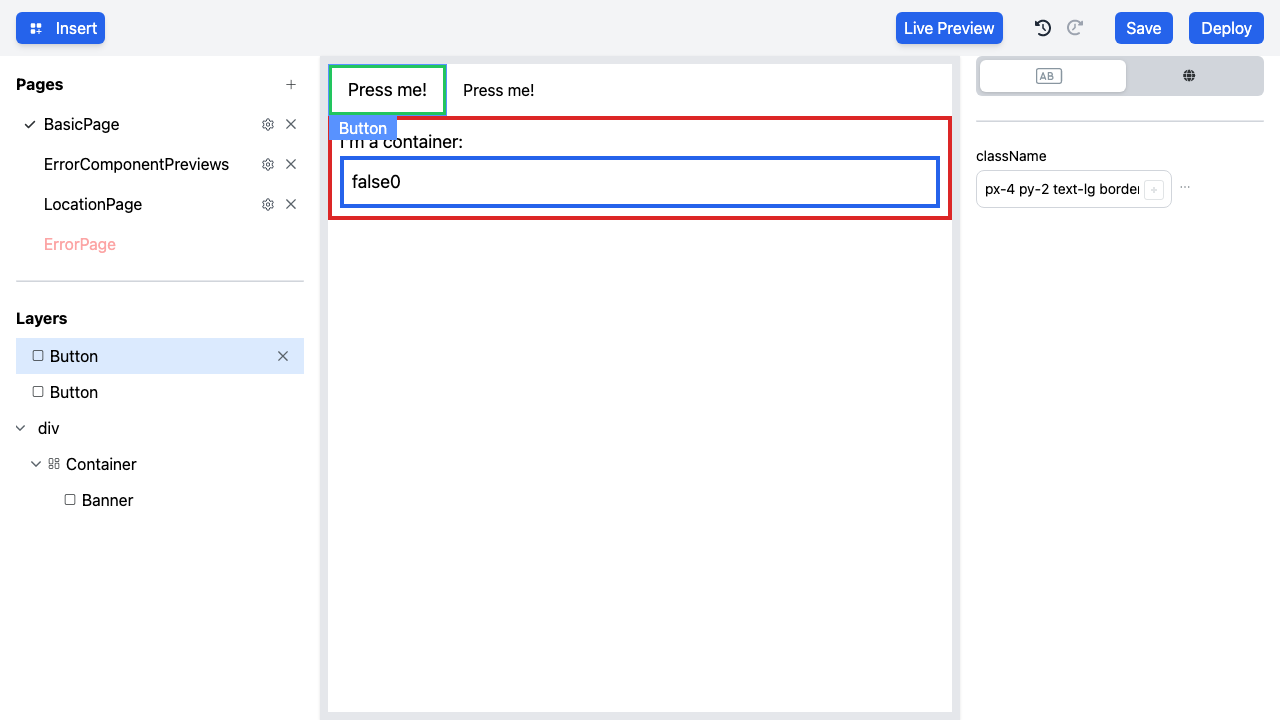 Insert
Live Preview
Save
Deploy
Pages
BasicPage
ErrorComponentPreviews
LocationPage
ErrorPage
Layers
Button
Button
div
Container
Banner
Press me!
Press me!
Button
I'm a container:
false0
AB
className
px-4 py-2 text-lg border